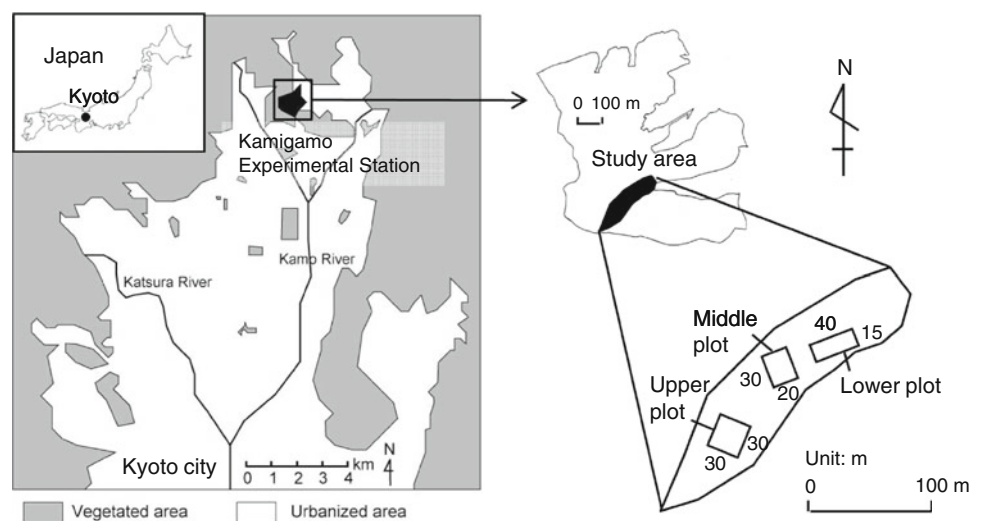 Japan
Kyoto
Kamigamo
Experimental Station
Katsura River
Kamo River
Kyoto city
0 1 2 3 4
km
N
Vegetated area
Urbanized area
0 100 m
Study area
N
Middle
plot
40
15
30
20
Lower plot
Upper
plot
30
30
Unit: m
0 100 m